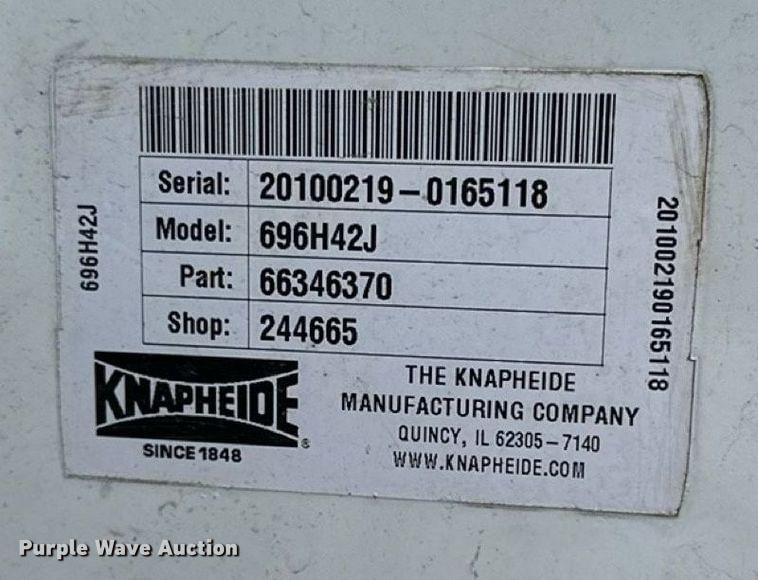 Serial: 20100219-0165118
Model: 696H42J
Part: 66346370
Shop: 244665
696H42J
201002190165118
KNAPHEIDE ®
SINCE 1848
THE KNAPHEIDE
MANUFACTURING COMPANY
QUINCY, IL 62305-7140
WWW.KNAPHEIDE.COM
Purple Wave Auction